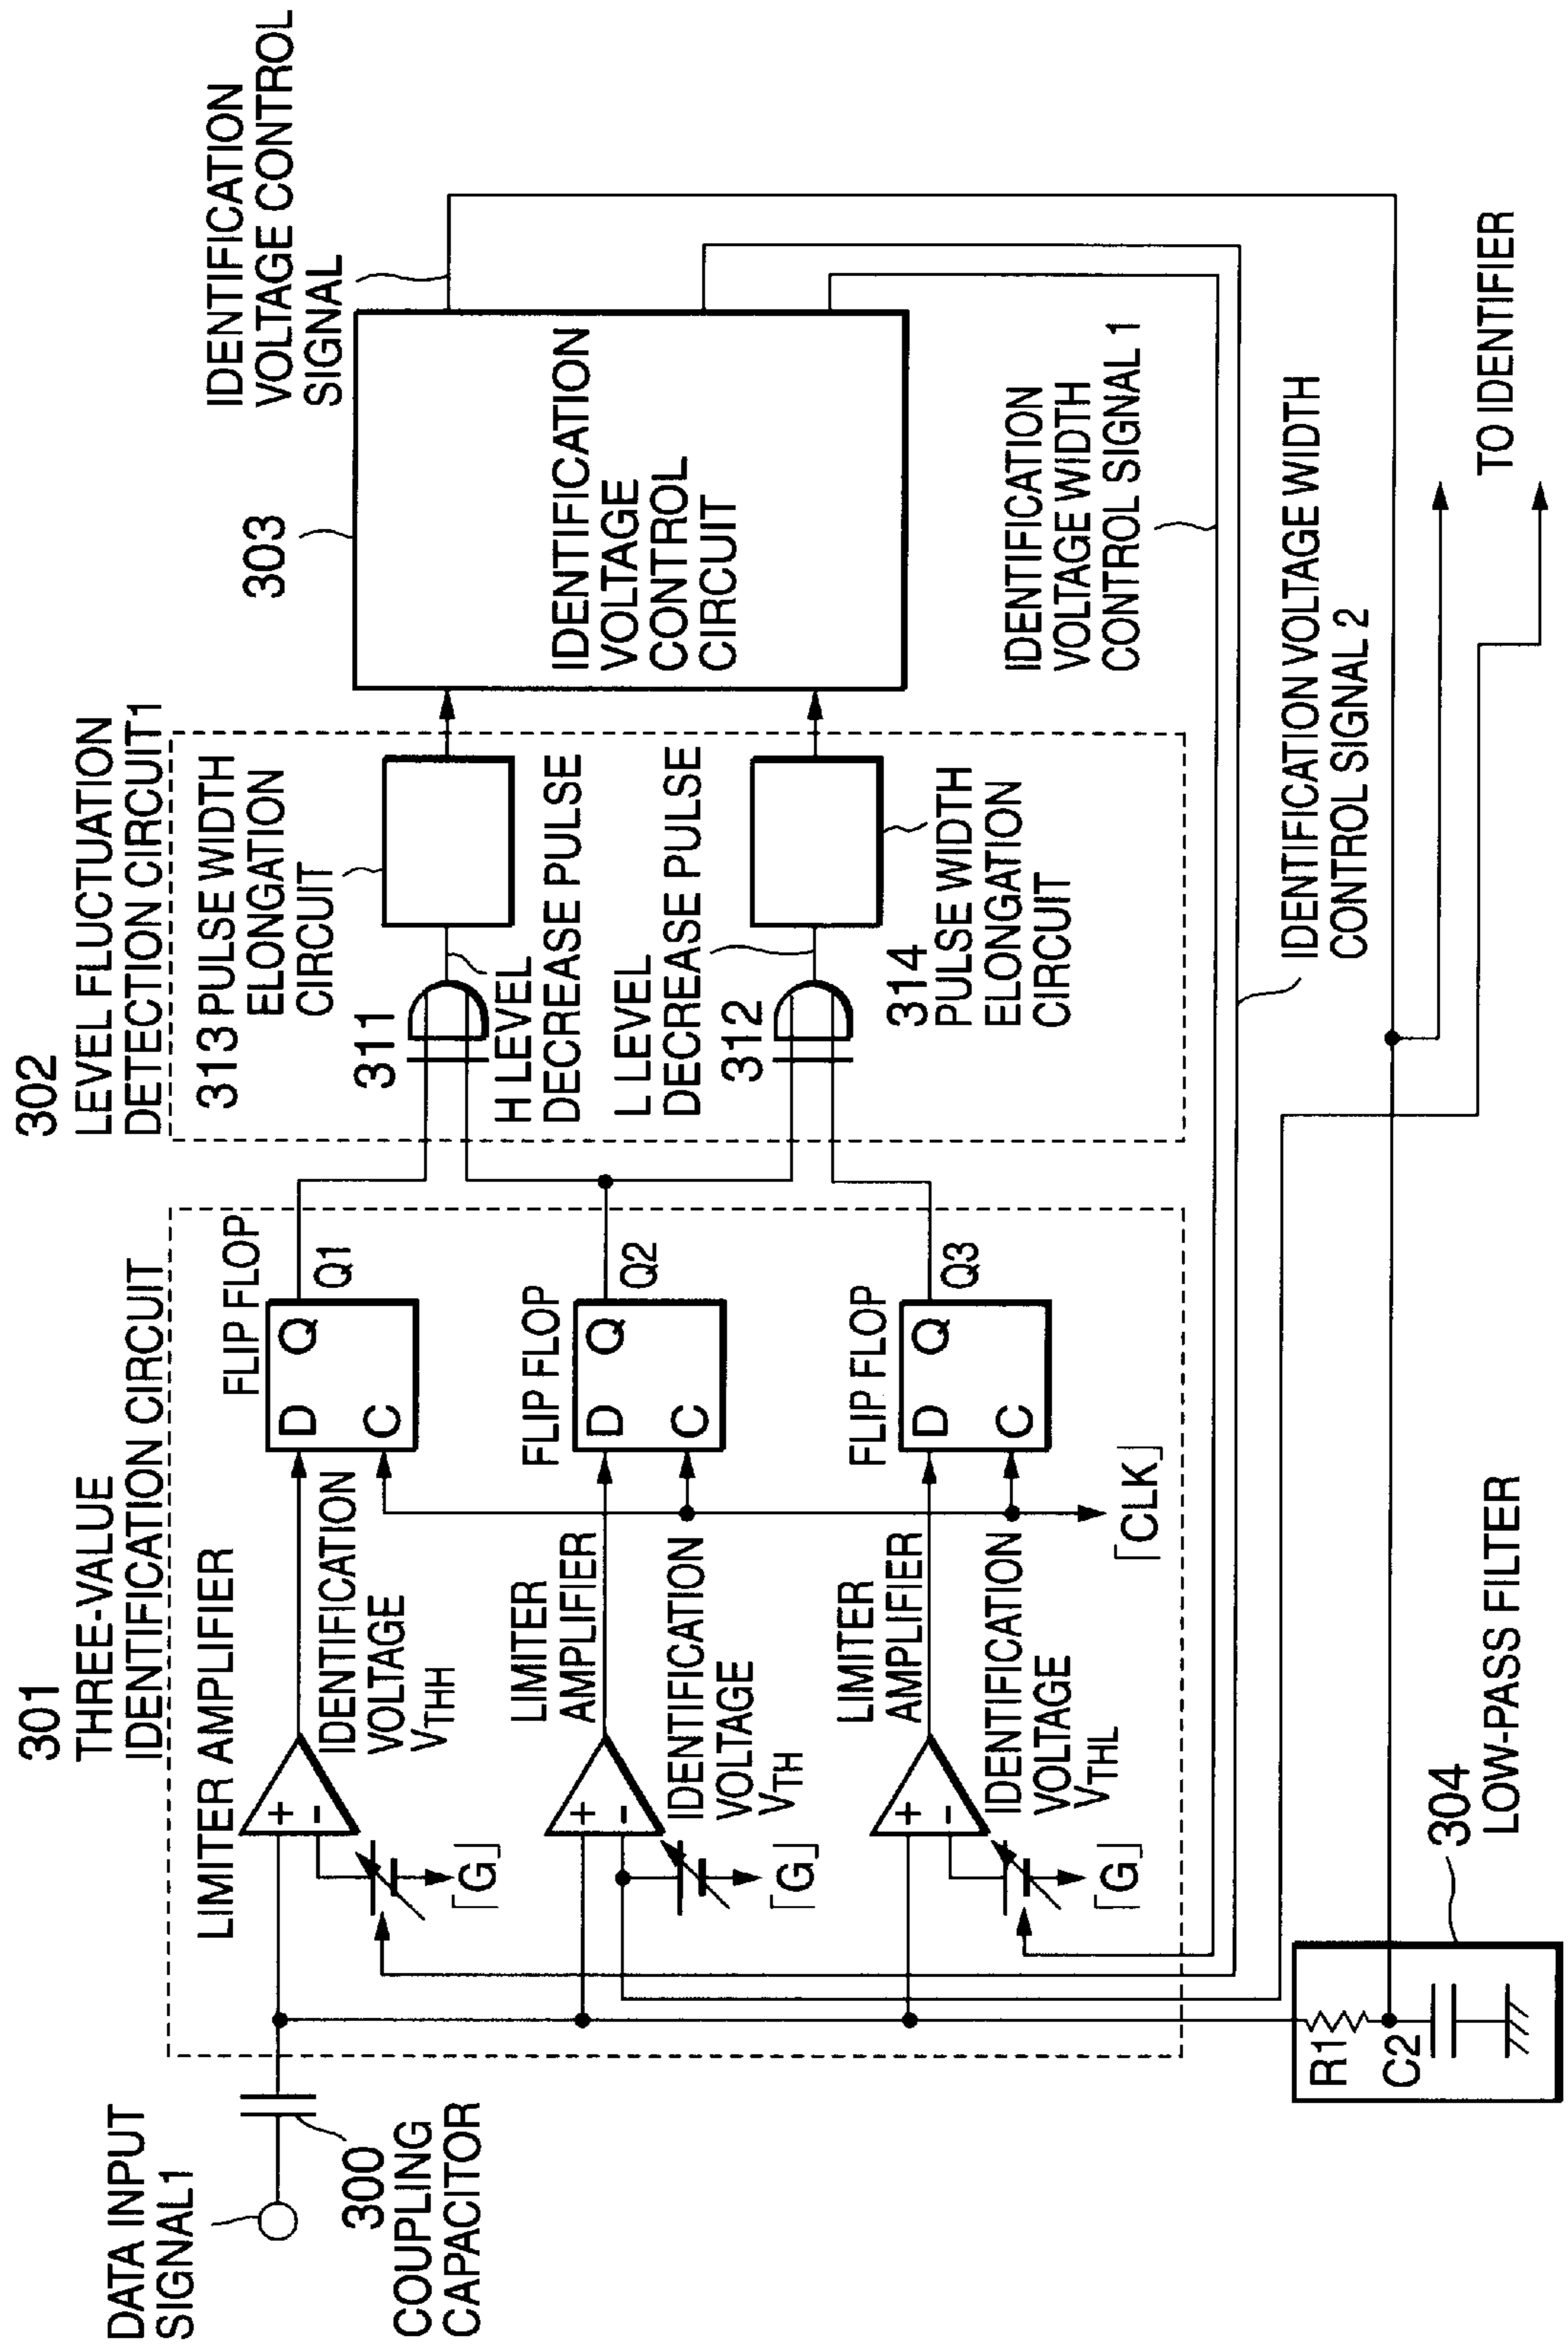 301
THREE-VALUE
IDENTIFICATION CIRCUIT
302
LEVEL FLUCTUATION
DETECTION CIRCUIT1
DATA INPUT
SIGNAL1
300
COUPLING
CAPACITOR
LIMITER AMPLIFIER
+
-
IDENTIFICATION
VOLTAGE
VTHH
「G」
FLIP FLOP
D
Q
C
Q1
LIMITER
AMPLIFIER
+
-
IDENTIFICATION
VOLTAGE
VTH
「G」
FLIP FLOP
D
Q
C
Q2
LIMITER
AMPLIFIER
+
-
IDENTIFICATION
VOLTAGE
VTHL
「G」
FLIP FLOP
D
Q
C
Q3
「CLK」
313 PULSE WIDTH
ELONGATION
CIRCUIT
311
H LEVEL
DECREASE PULSE
L LEVEL
DECREASE PULSE
312
314
PULSE WIDTH
ELONGATION
CIRCUIT
303
IDENTIFICATION
VOLTAGE
CONTROL
CIRCUIT
IDENTIFICATION
VOLTAGE CONTROL
SIGNAL
IDENTIFICATION
VOLTAGE WIDTH
CONTROL SIGNAL 1
IDENTIFICATION VOLTAGE WIDTH
CONTROL SIGNAL 2
TO IDENTIFIER
R1
C2
304
LOW-PASS FILTER